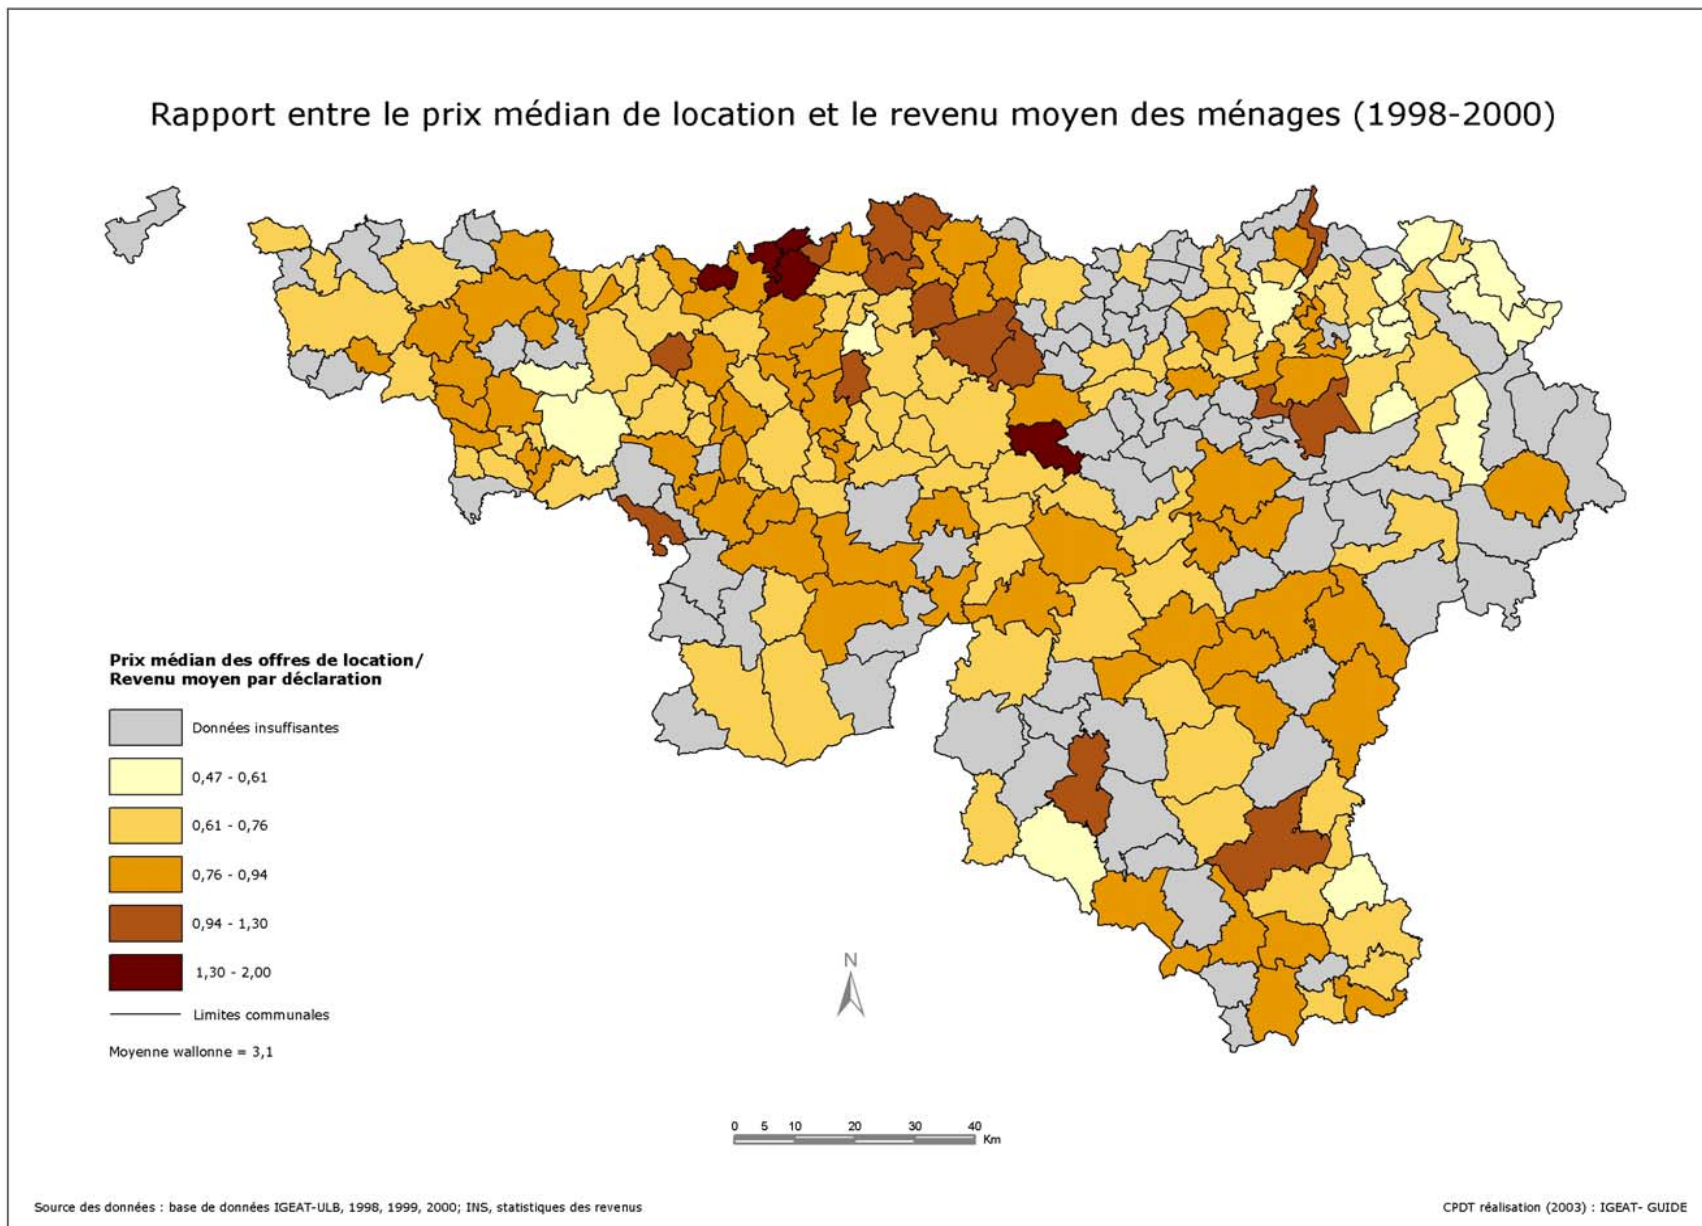 Rapport entre le prix médian de location et le revenu moyen des ménages (1998-2000)
Prix médian des offres de location/
Revenu moyen par déclaration
Données insuffisantes
0,47 - 0,61
0,61 - 0,76
0,76 - 0,94
0,94 - 1,30
1,30 - 2,00
Limites communales
Moyenne wallonne = 3,1
N
0 5 10 20 30 40
Km
Source des données : base de données IGEAT-ULB, 1998, 1999, 2000; INS, statistiques des revenus
CPDT réalisation (2003) : IGEAT- GUIDE